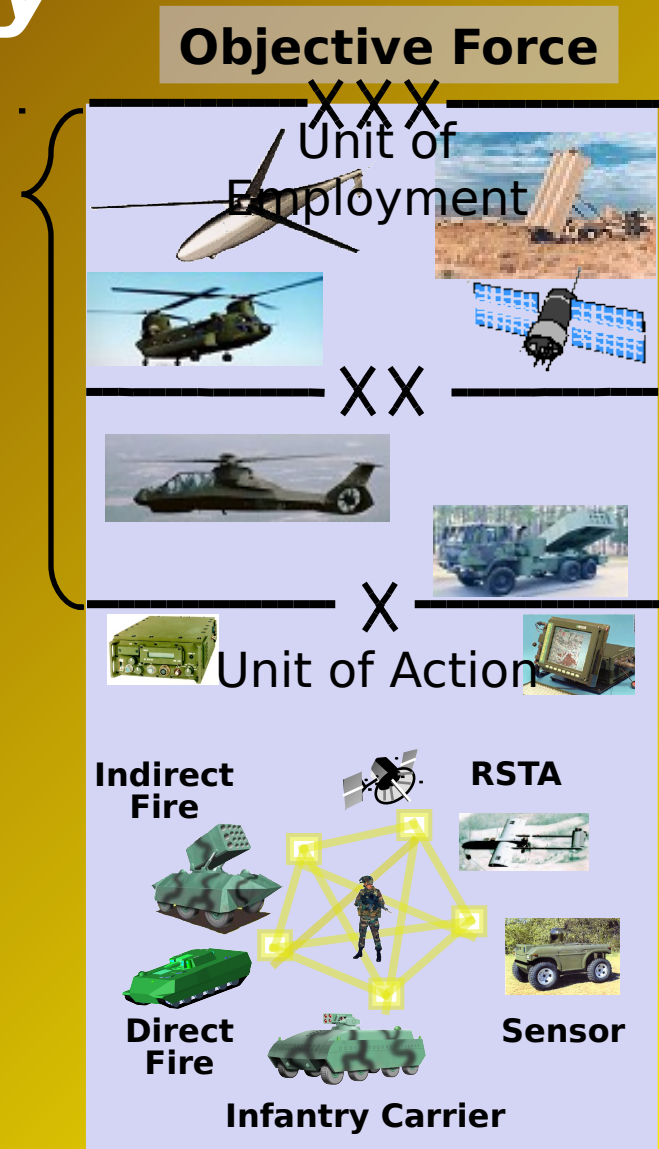 y
Objective Force
XXX
Unit of
Employment
XX
X
Unit of Action
Indirect
Fire
RSTA
Direct
Fire
Sensor
Infantry Carrier